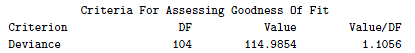 Criteria For Assessing Goodness Of Fit
Criterion DF Value Value/DF
Deviance 104 114.9854 1.1056